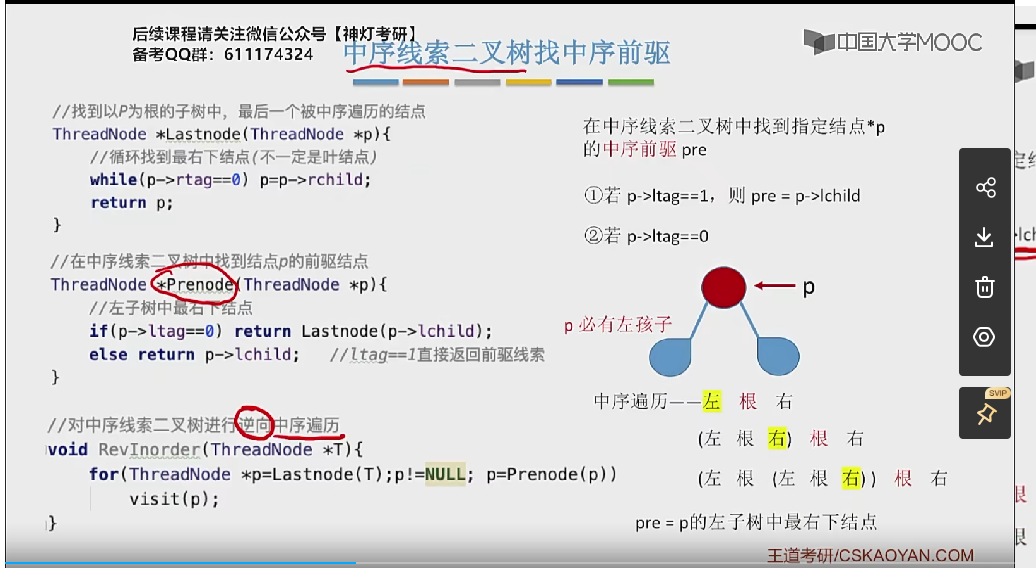 后续课程请关注微信公众号【神灯考研】
备考QQ群：611174324
中序线索二叉树找中序前驱
中国大学MOOC
//找到以P为根的子树中，最后一个被中序遍历的结点
ThreadNode *Lastnode(ThreadNode *p){
//循环找到最右下结点(不一定是叶结点)
while(p->rtag==0) p=p->rchild;
return p;
}
//在中序线索二叉树中找到结点p的前驱结点
ThreadNode *Prenode(ThreadNode *p){
//左子树中最右下结点
if(p->ltag==0) return Lastnode(p->lchild);
else return p->lchild; //ltag==1直接返回前驱线索
}
//对中序线索二叉树进行逆向中序遍历
void RevInorder(ThreadNode *T){
for(ThreadNode *p=Lastnode(T);p!=NULL; p=Prenode(p))
visit(p);
}
在中序线索二叉树中找到指定结点*p
的中序前驱 pre
①若 p->ltag==1，则 pre = p->lchild
②若 p->ltag==0
p
p 必有左孩子
中序遍历——左 根 右
(左 根 右) 根 右
(左 根 (左 根 右)) 根 右
pre = p的左子树中最右下结点
王道考研/CSKAOYAN.COM
SVIP
根
根